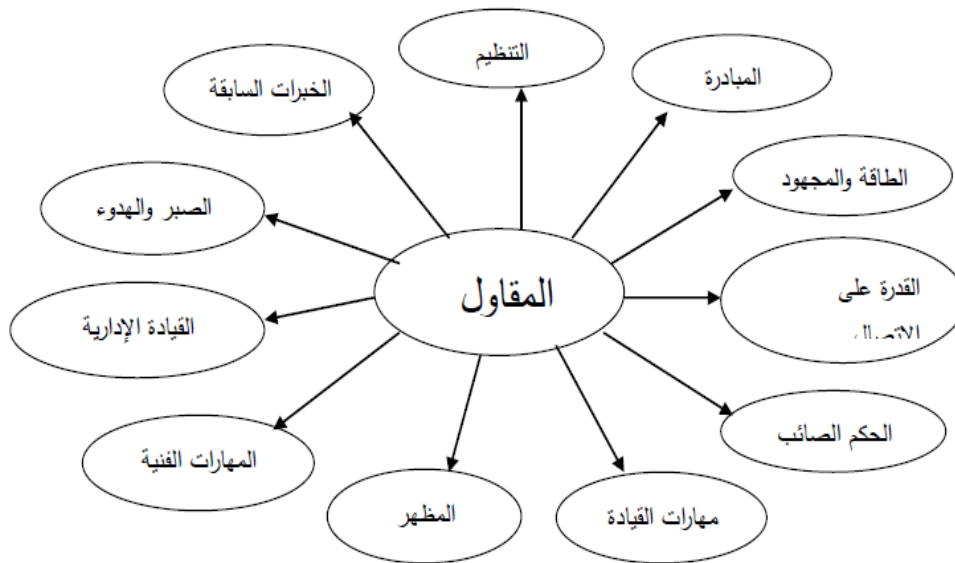 التنظيم
المبادرة
الخبرات السابقة
الطاقة والمجهود
الصبر والهدوء
المقاول
القدرة على
الاتصال
القيادة الإدارية
الحكم الصائب
المهارات الفنية
المظهر
مهارات القيادة